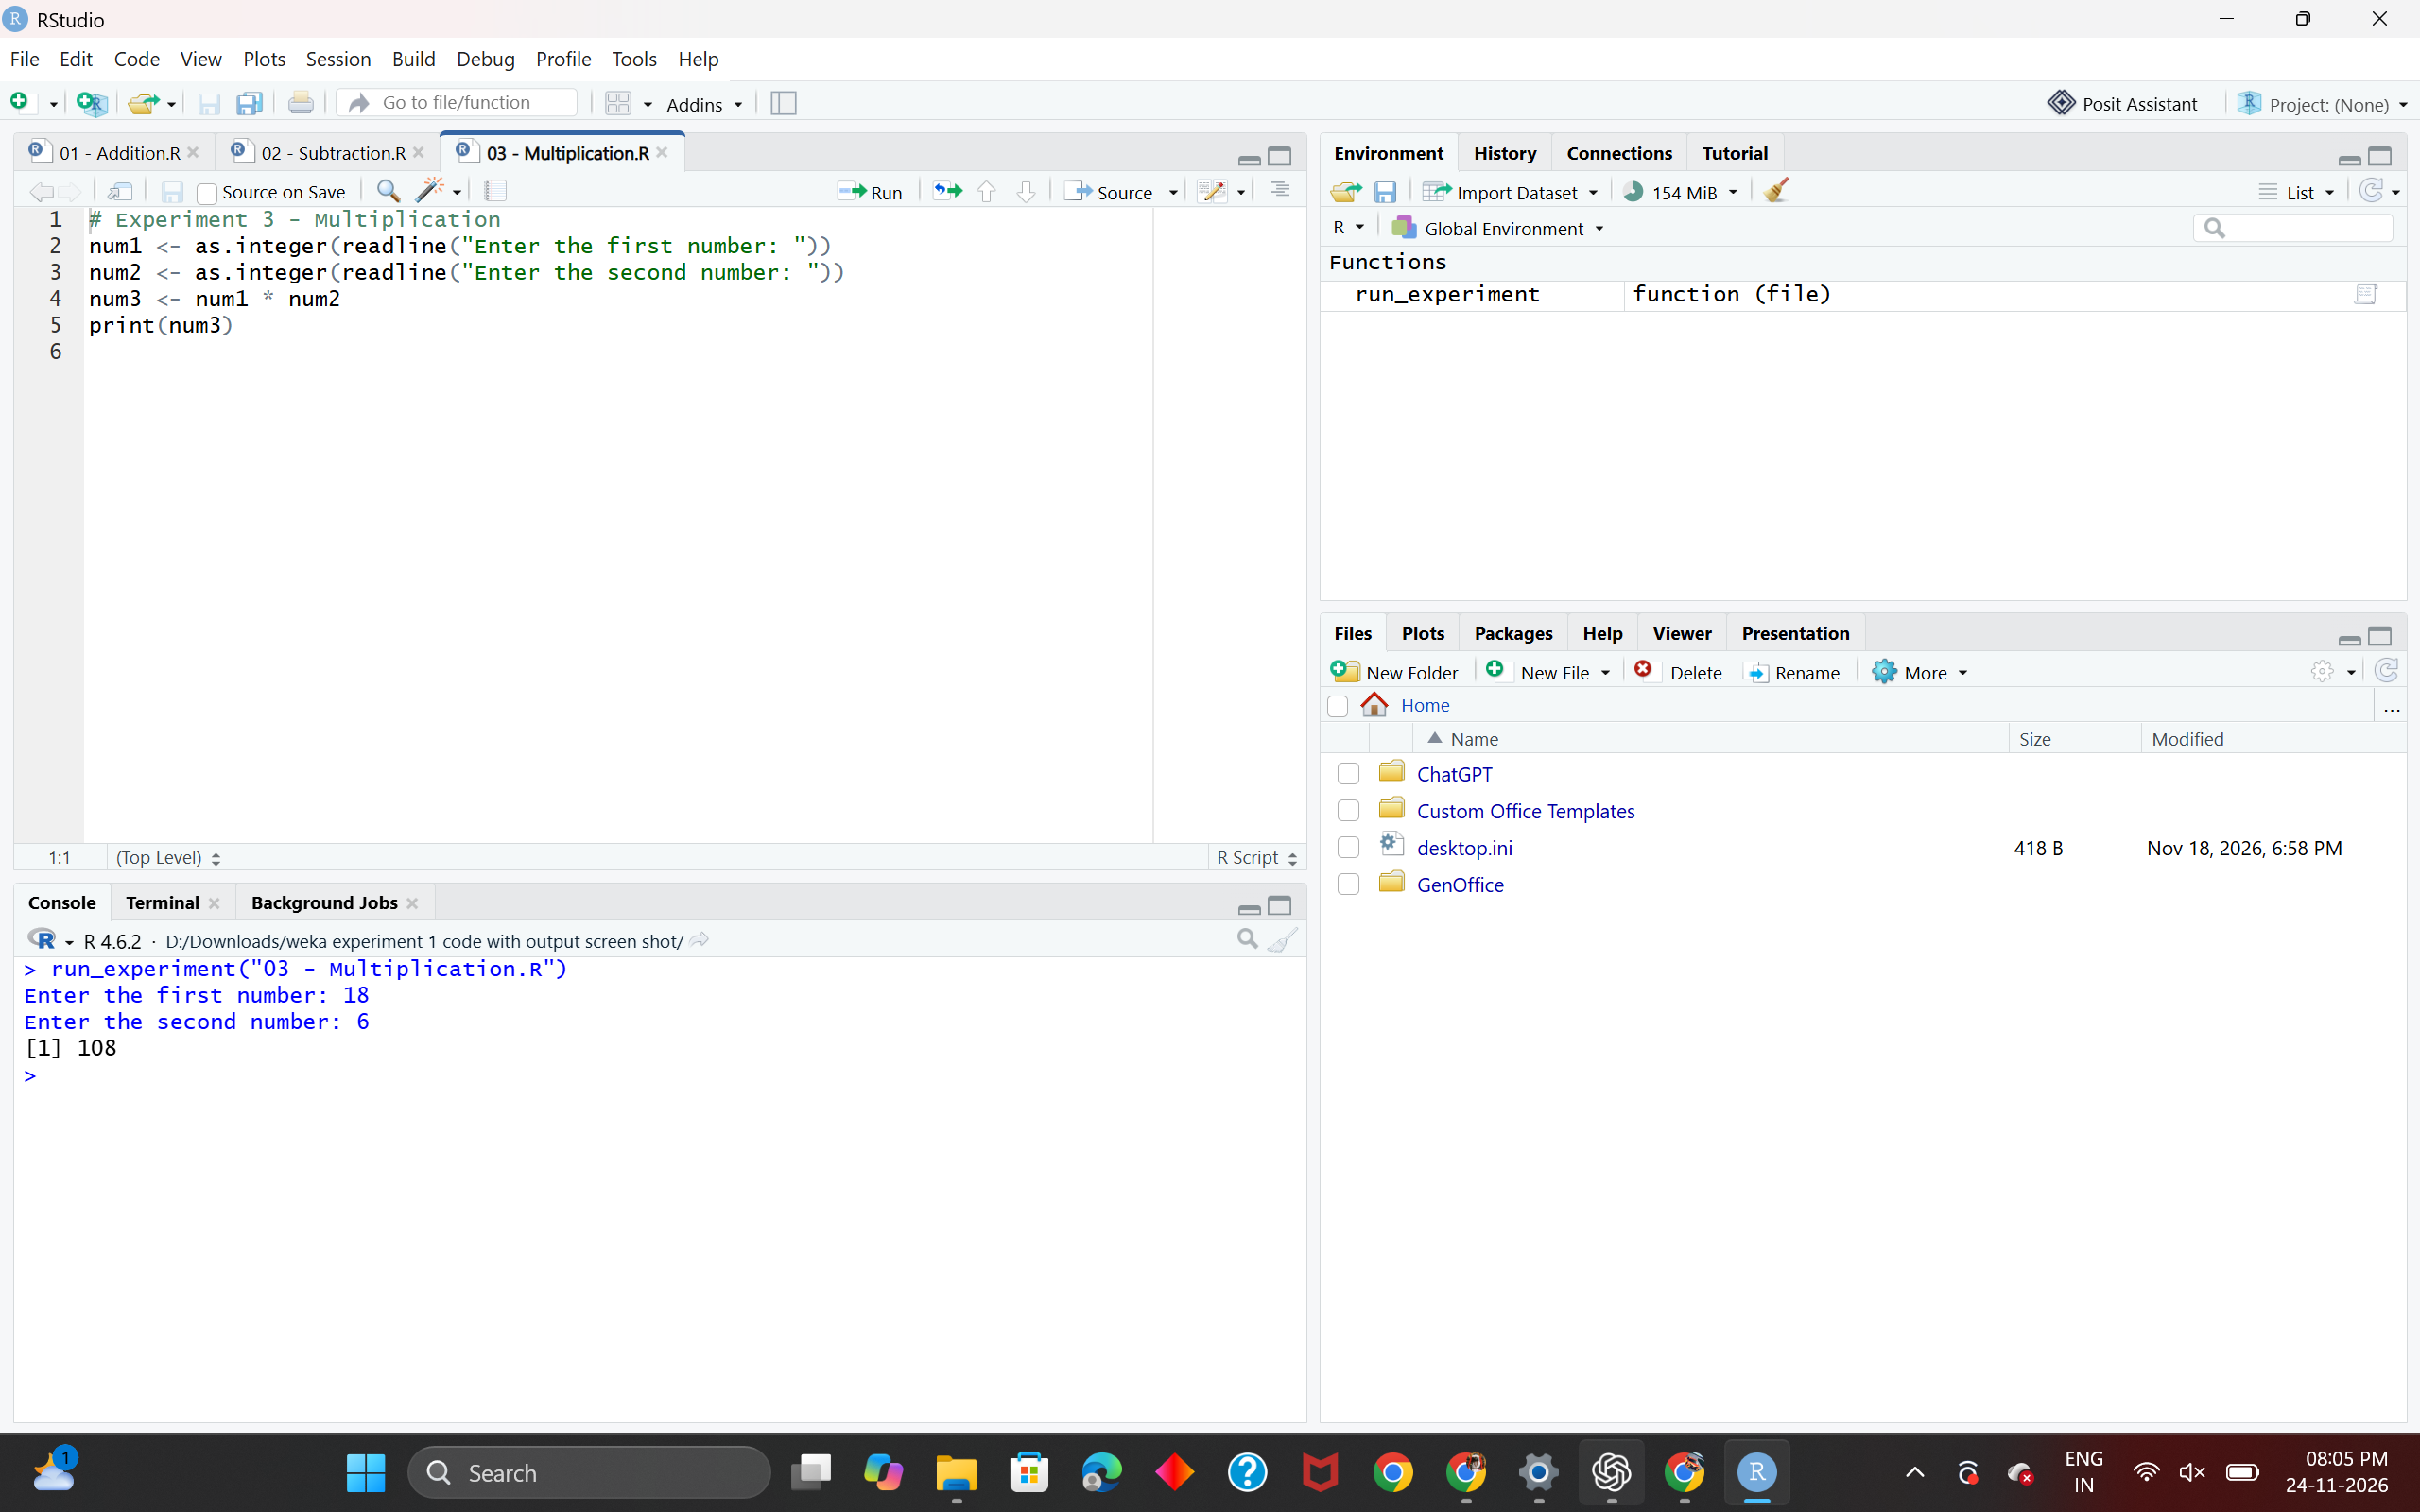 RStudio
File Edit Code View Plots Session Build Debug Profile Tools Help
Go to file/function Addins Posit Assistant Project: (None)
01 - Addition.R 02 - Subtraction.R 03 - Multiplication.R
Source on Save Run Source
1 # Experiment 3 - Multiplication
2 num1 <- as.integer(readline("Enter the first number: "))
3 num2 <- as.integer(readline("Enter the second number: "))
4 num3 <- num1 * num2
5 print(num3)
6
1:1 (Top Level) R Script
Console Terminal Background Jobs
R 4.6.2 · D:/Downloads/weka experiment 1 code with output screen shot/
> run_experiment("03 - Multiplication.R")
Enter the first number: 18
Enter the second number: 6
[1] 108
>
Environment History Connections Tutorial
Import Dataset 154 MiB List
R Global Environment
Functions
run_experiment function (file)
Files Plots Packages Help Viewer Presentation
New Folder New File Delete Rename More
Home ...
Name Size Modified
ChatGPT
Custom Office Templates
desktop.ini 418 B Nov 18, 2026, 6:58 PM
GenOffice
1 Search ENG 08:05 PM
IN 24-11-2026